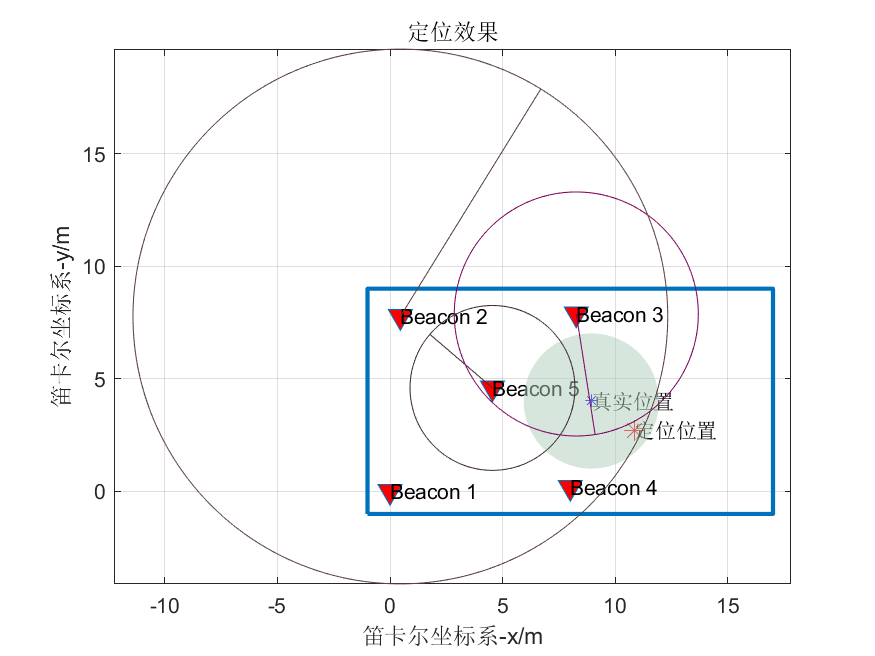 定位效果
笛卡尔坐标系-y/m
15
10
5
0
Beacon 2
Beacon 3
Beacon 5
真实位置
定位位置
Beacon 1
Beacon 4
-10
-5
0
5
10
15
笛卡尔坐标系-x/m